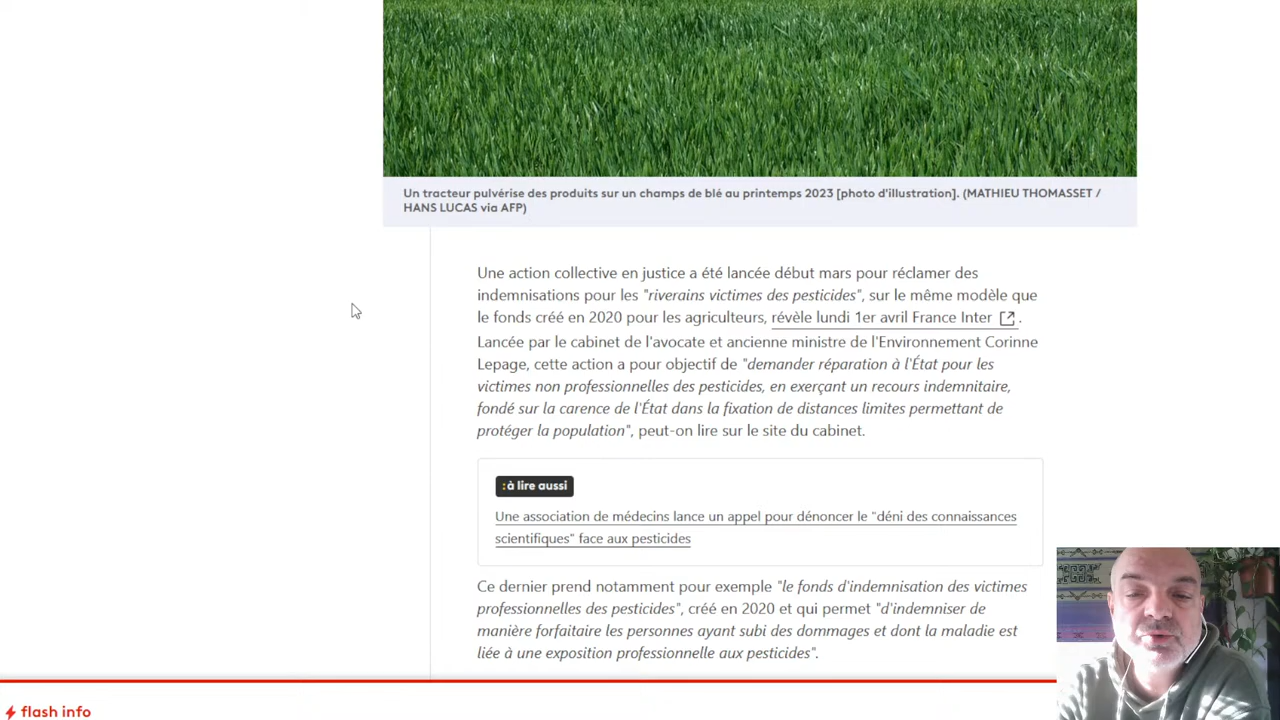 Un tracteur pulvérise des produits sur un champs de blé au printemps 2023 [photo d'illustration]. (MATHIEU THOMASSET /
HANS LUCAS via AFP)
Une action collective en justice a été lancée début mars pour réclamer des
indemnisations pour les "riverains victimes des pesticides", sur le même modèle que
le fonds créé en 2020 pour les agriculteurs, révèle lundi 1er avril France Inter.
Lancée par le cabinet de l'avocate et ancienne ministre de l'Environnement Corinne
Lepage, cette action a pour objectif de "demander réparation à l'État pour les
victimes non professionnelles des pesticides, en exerçant un recours indemnitaire,
fondé sur la carence de l'État dans la fixation de distances limites permettant de
protéger la population", peut-on lire sur le site du cabinet.
:à lire aussi
Une association de médecins lance un appel pour dénoncer le "déni des connaissances
scientifiques" face aux pesticides
Ce dernier prend notamment pour exemple "le fonds d'indemnisation des victimes
professionnelles des pesticides", créé en 2020 et qui permet "d'indemniser de
manière forfaitaire les personnes ayant subi des dommages et dont la maladie est
liée à une exposition professionnelle aux pesticides".
flash info